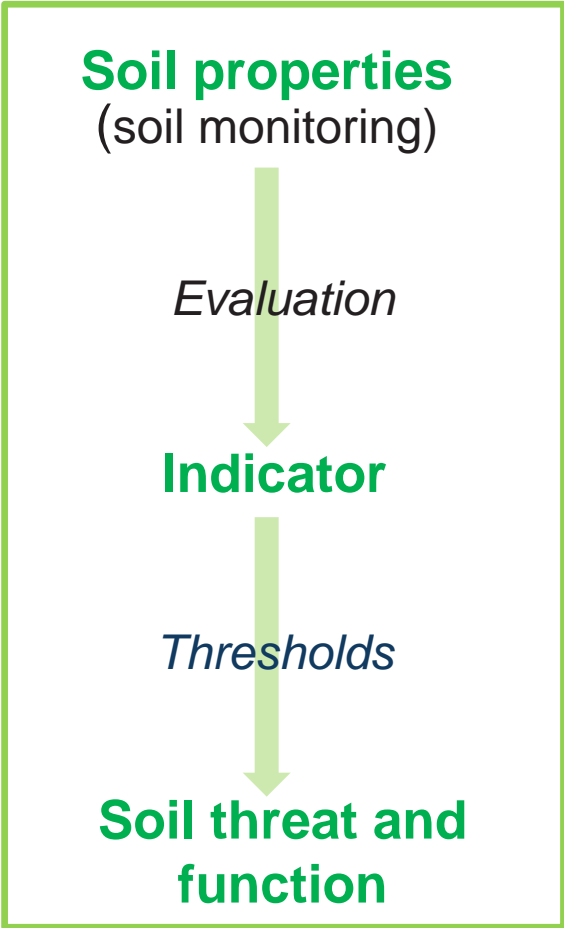 Soil properties
(soil monitoring)
Evaluation
Indicator
Thresholds
Soil threat and
function